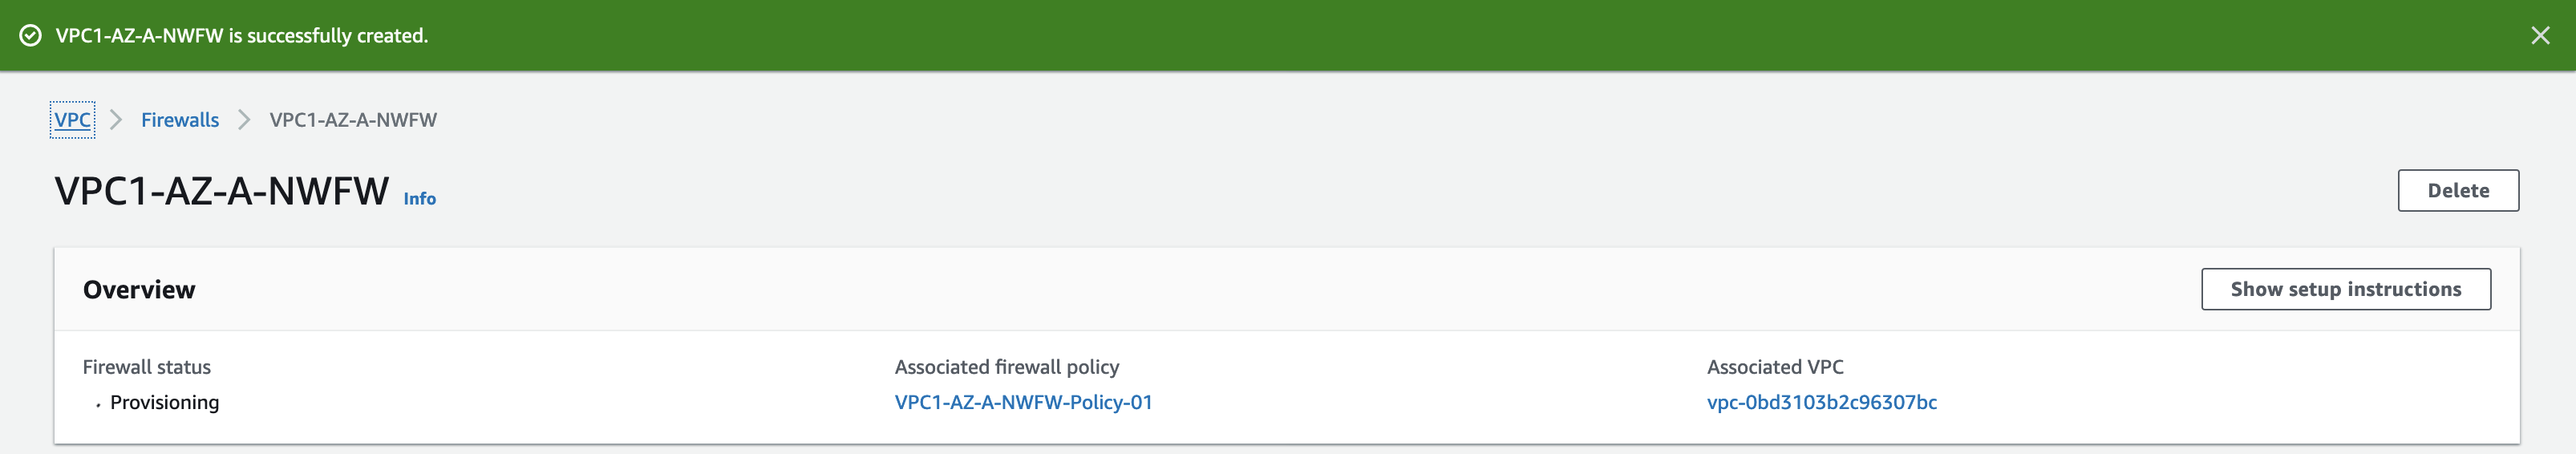 VPC1-AZ-A-NWFW is successfully created.
VPC > Firewalls > VPC1-AZ-A-NWFW
VPC1-AZ-A-NWFW Info
Delete
Overview
Show setup instructions
Firewall status
Associated firewall policy
Associated VPC
Provisioning
VPC1-AZ-A-NWFW-Policy-01
vpc-0bd3103b2c96307bc